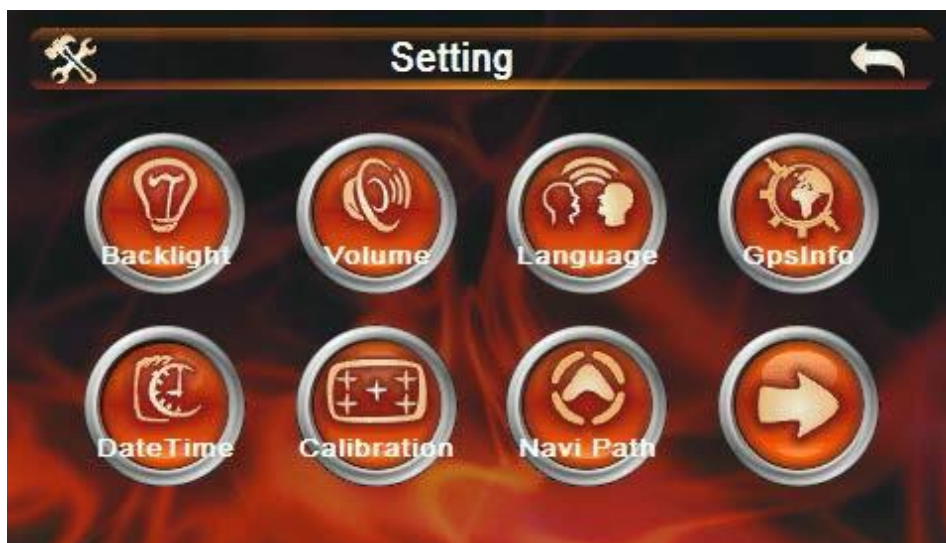 Setting
Backlight
Volume
Language
GpsInfo
DateTime
Calibration
Navi Path